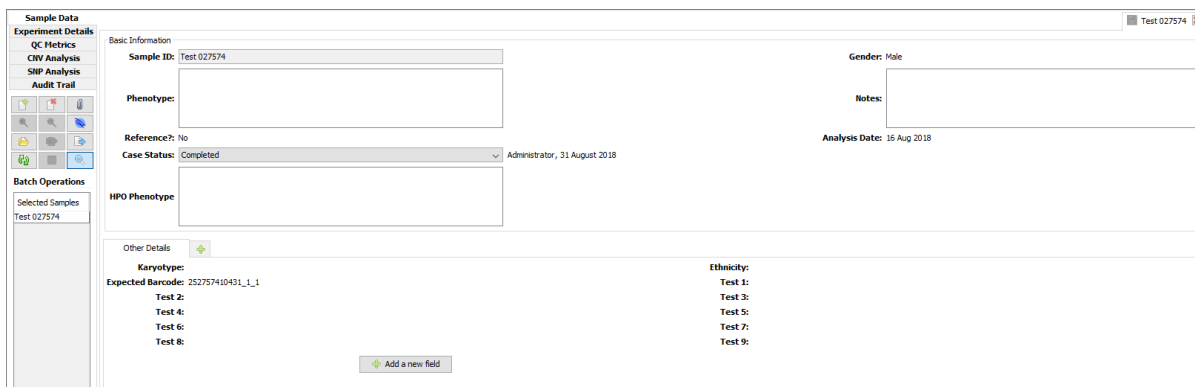 Sample Data
Experiment Details
QC Metrics
CNV Analysis
SNP Analysis
Audit Trail
Batch Operations
Selected Samples
Test 027574
Test 027574
Basic Information
Sample ID: Test 027574
Gender: Male
Phenotype:
Notes:
Reference?: No
Analysis Date: 16 Aug 2018
Case Status: Completed Administrator, 31 August 2018
HPO Phenotype
Other Details
Karyotype:
Ethnicity:
Expected Barcode: 252757410431_1_1
Test 1:
Test 2:
Test 3:
Test 4:
Test 5:
Test 6:
Test 7:
Test 8:
Test 9:
Add a new field